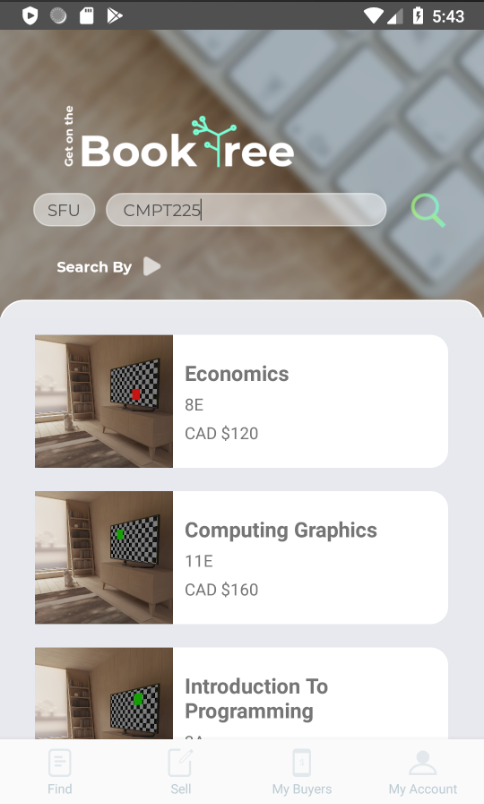 5:43
Get on the
BookTree
SFU
CMPT225
Search By
Economics
8E
CAD $120
Computing Graphics
11E
CAD $160
Introduction To
Programming
Find
Sell
My Buyers
My Account